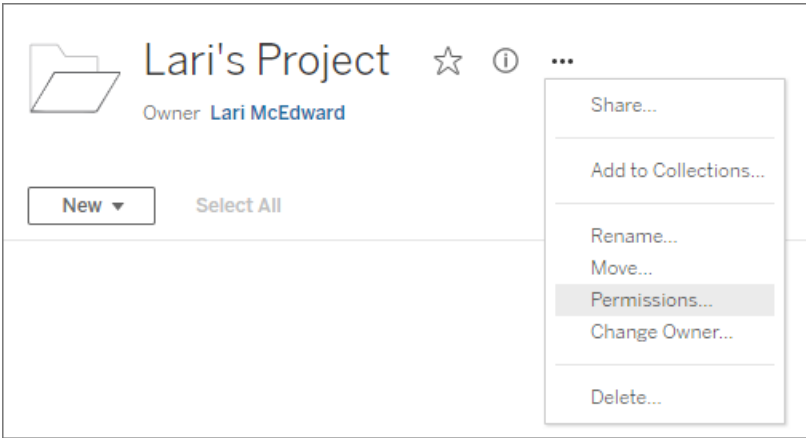 Lari's Project
Owner Lari McEdward
New
Select All
Share...
Add to Collections...
Rename...
Move...
Permissions...
Change Owner...
Delete...